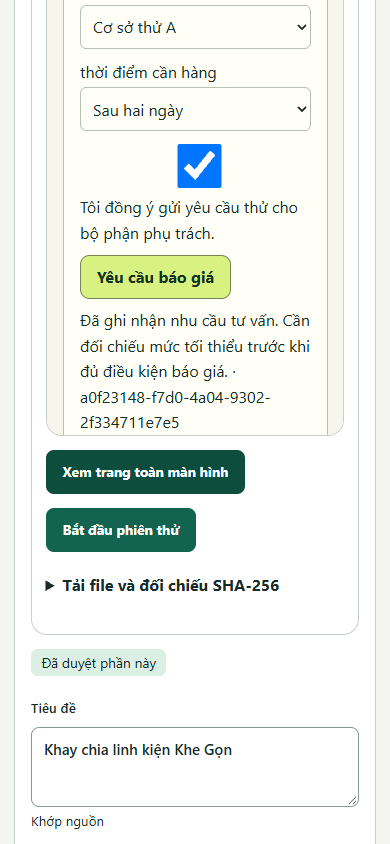 Cơ sở thử A
thời điểm cần hàng
Sau hai ngày
Tôi đồng ý gửi yêu cầu thử cho
bộ phận phụ trách.
Yêu cầu báo giá
Đã ghi nhận nhu cầu tư vấn. Cần
đối chiếu mức tối thiểu trước khi
đủ điều kiện báo giá. ·
a0f23148-f7d0-4a04-9302-
2f334711e7e5
Xem trang toàn màn hình
Bắt đầu phiên thử
Tải file và đối chiếu SHA-256
Đã duyệt phần này
Tiêu đề
Khay chia linh kiện Khe Gọn
Khớp nguồn